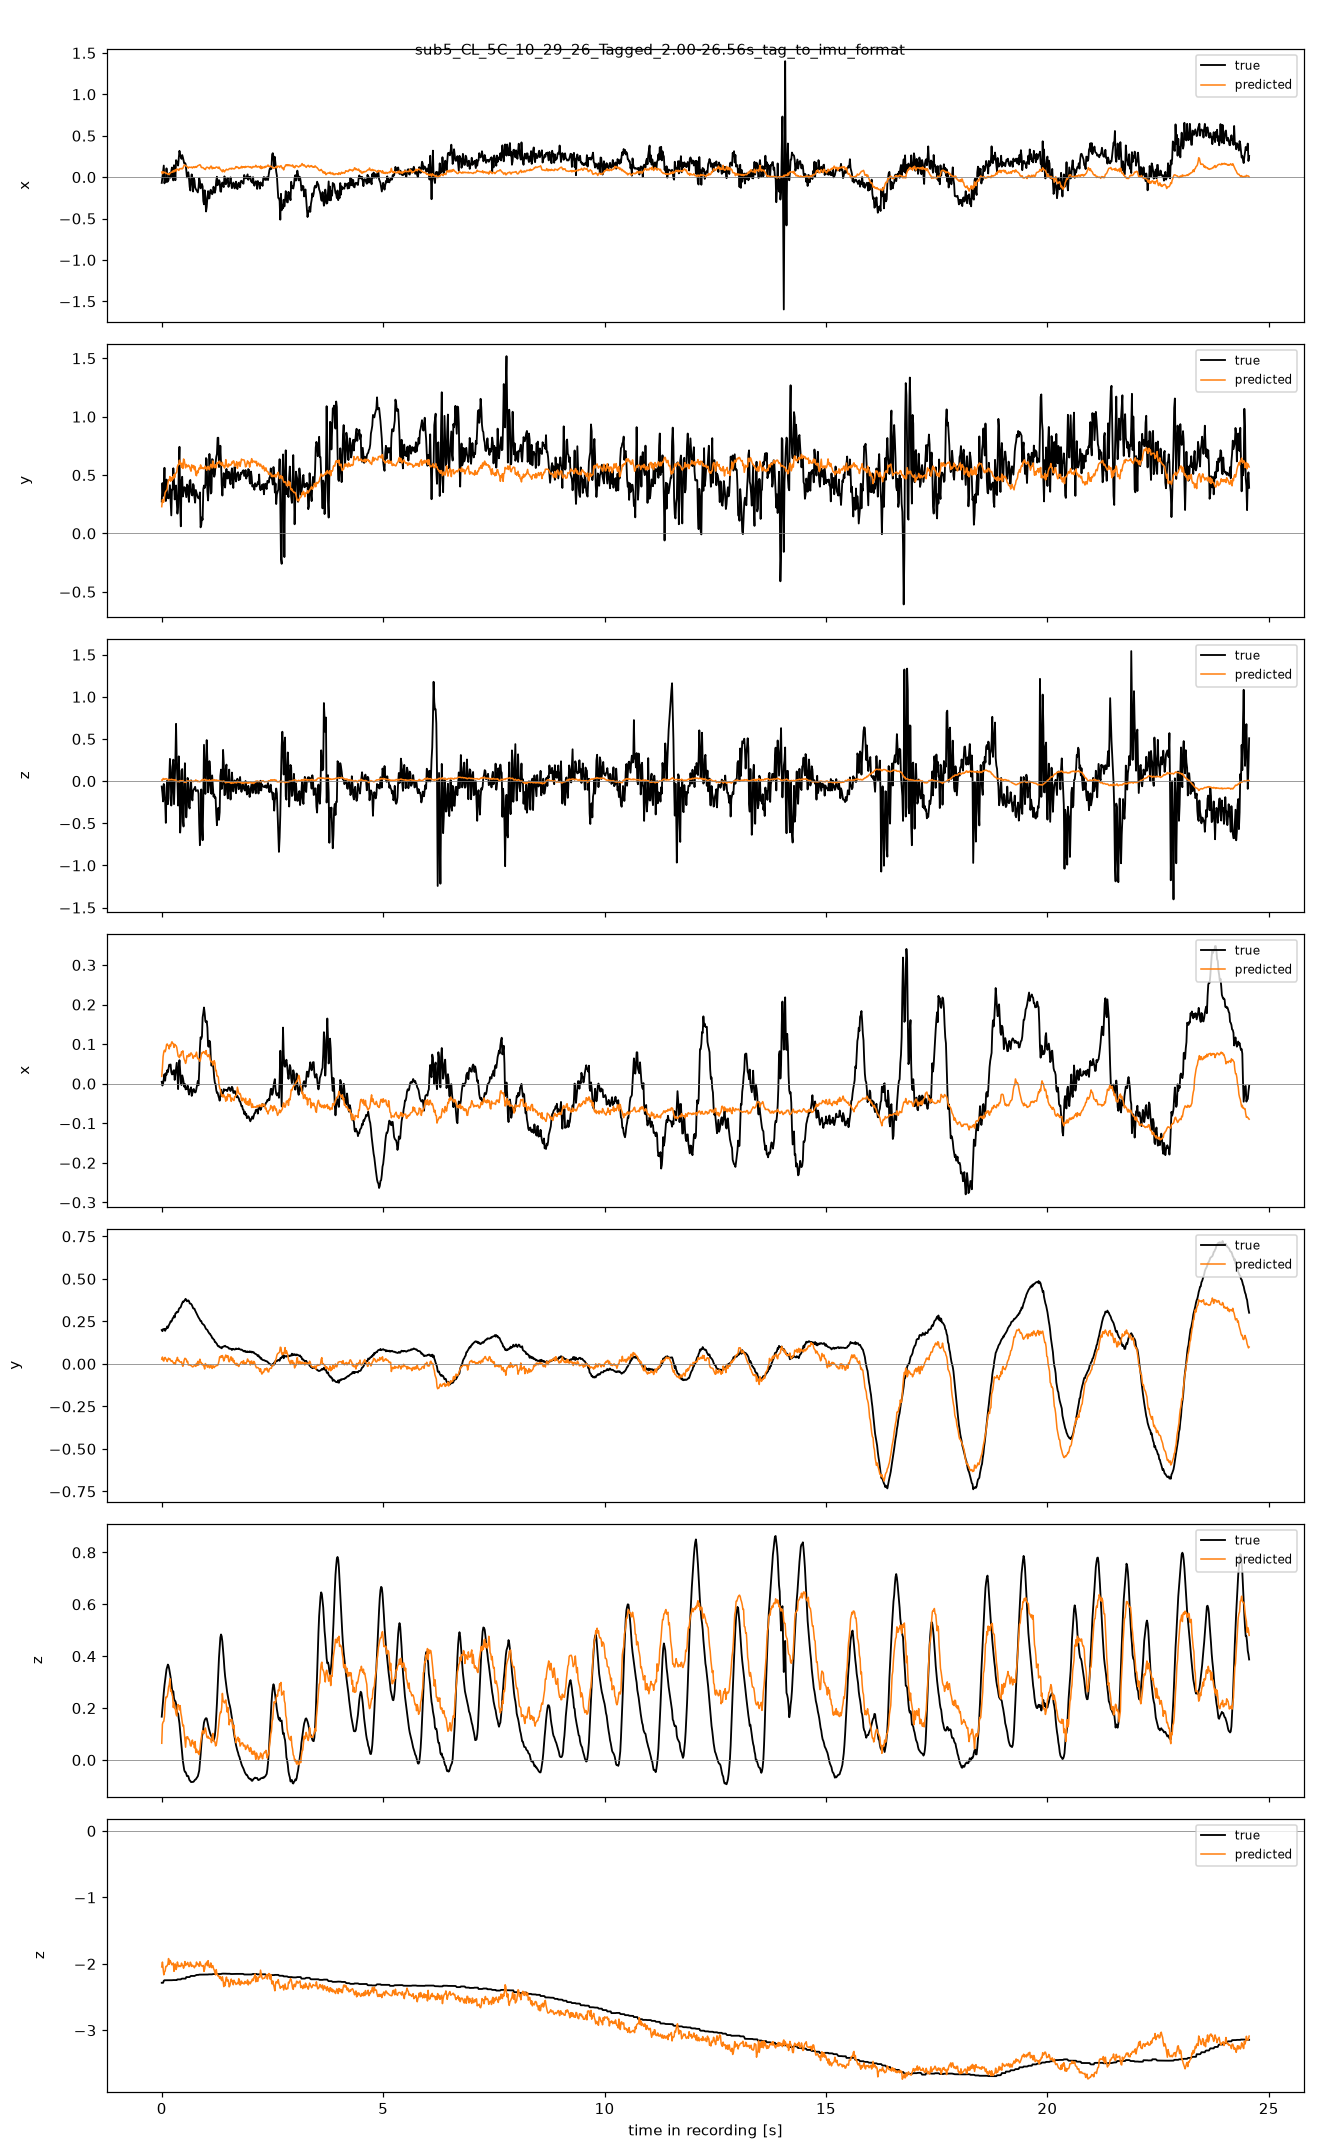 sub5_CL_5C_10_29_26_Tagged_2.00-26.56s_tag_to_imu_format
1.5
1.0
0.5
0.0
−0.5
−1.0
−1.5
x
true
predicted
1.5
1.0
0.5
0.0
−0.5
y
true
predicted
1.5
1.0
0.5
0.0
−0.5
−1.0
−1.5
z
true
predicted
0.3
0.2
0.1
0.0
−0.1
−0.2
−0.3
x
true
predicted
0.75
0.50
0.25
0.00
−0.25
−0.50
−0.75
y
true
predicted
0.8
0.6
0.4
0.2
0.0
z
true
predicted
0
−1
−2
−3
z
true
predicted
0 5 10 15 20 25
time in recording [s]